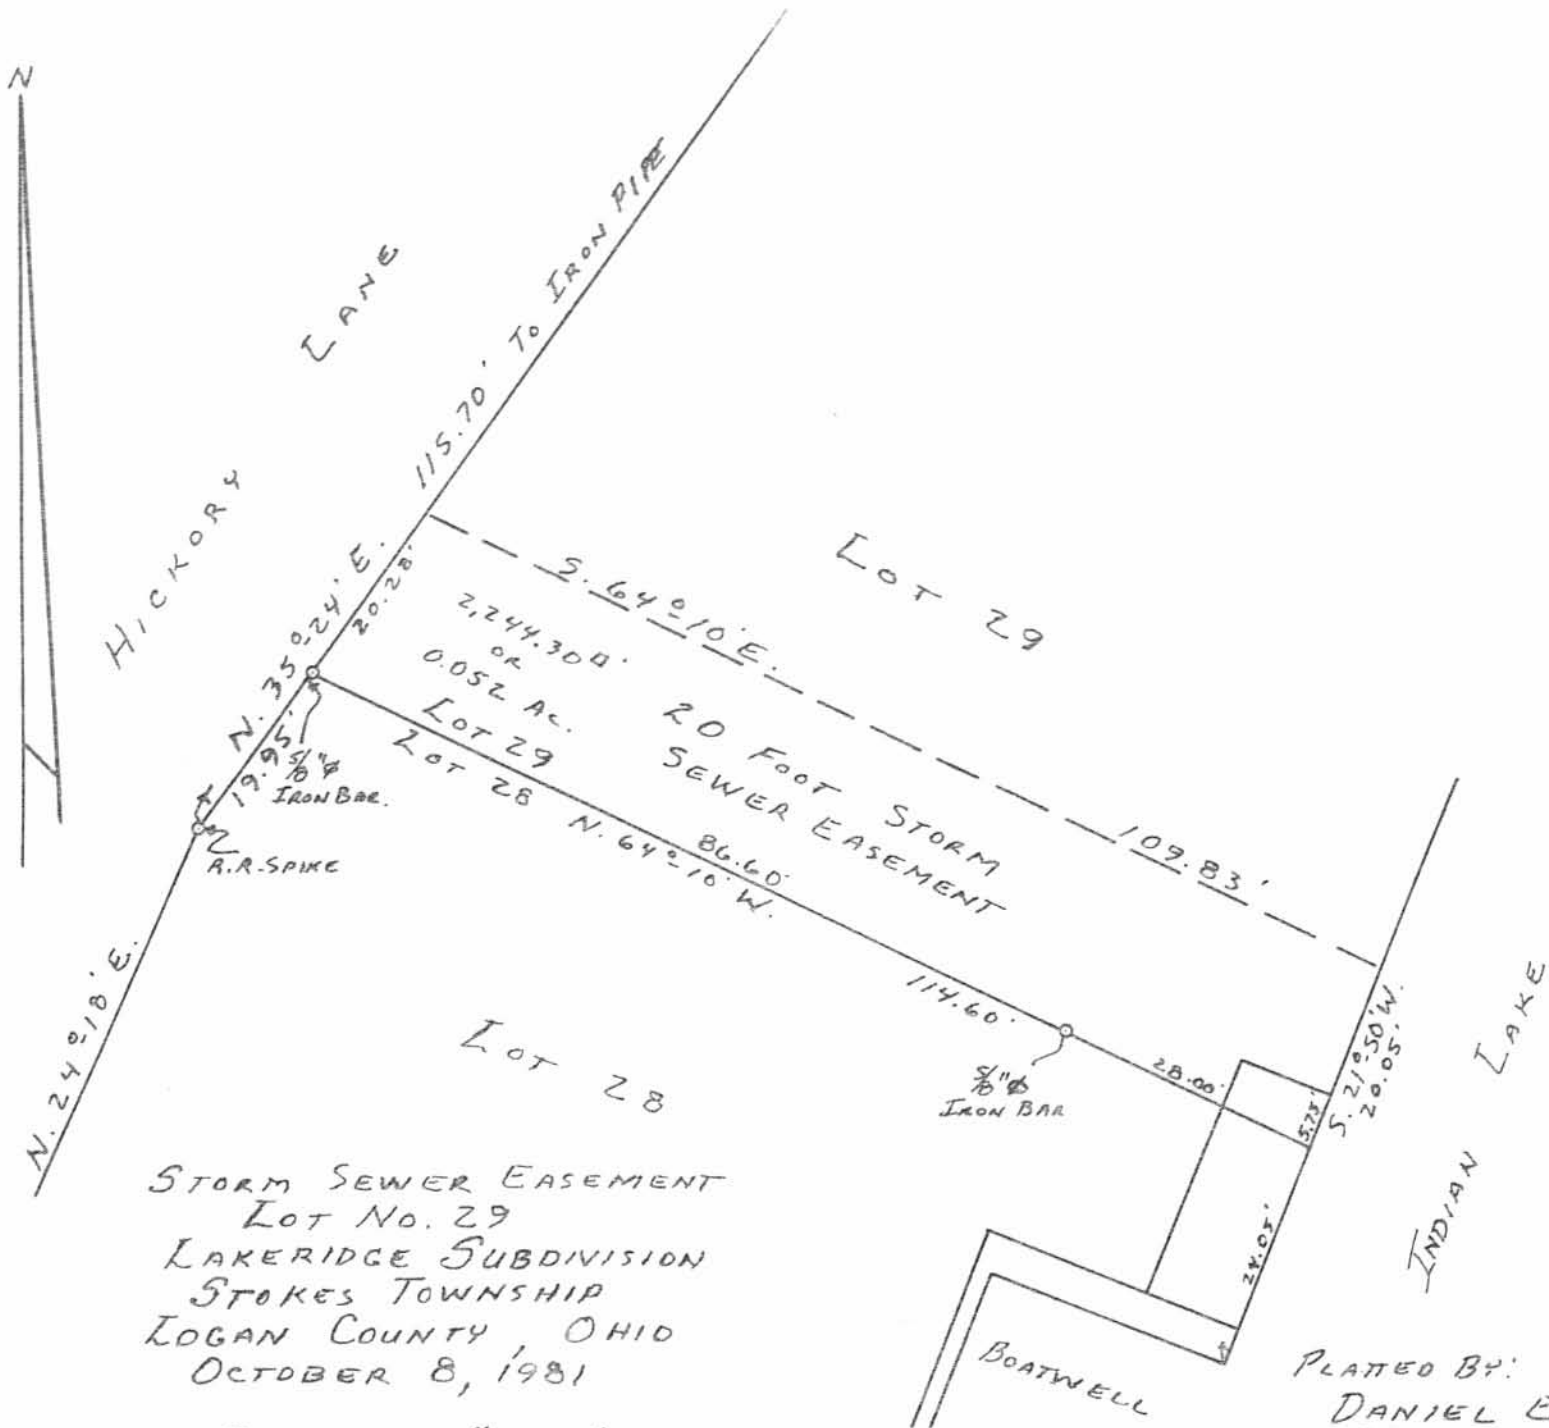 N
HICKORY LANE
115.70' TO IRON PIPE
N. 35°-24' E.
20.28'
19.95'
5/8"⌀
IRON BAR.
R.R. SPIKE
N. 24°-18' E.
LOT 29
S. 64°-10' E.
109.83'
2,244.30□'
OR
0.052 AC.
LOT 29
LOT 28
20 FOOT STORM
SEWER EASEMENT
86.60'
N. 64°-10' W.
114.60'
28.00'
5/8"⌀
IRON BAR
LOT 28
S. 21°-50' W.
20.05'
5.75'
24.05'
INDIAN LAKE
BOATWELL
STORM SEWER EASEMENT
LOT NO. 29
LAKERIDGE SUBDIVISION
STOKES TOWNSHIP
LOGAN COUNTY, OHIO
OCTOBER 8, 1981
PLATTED BY:
DANIEL E